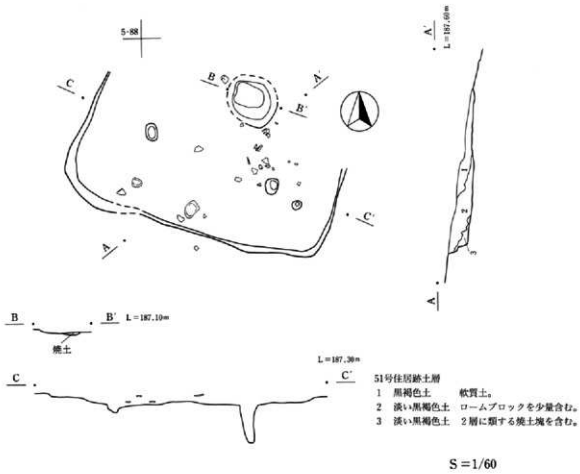 5-88
C
B
A'
B'
C'
A
A'
L=187.60m
1
2
3
A
B B' L=187.10m
焼土
L=187.30m
C C'
51号住居跡土層
1 黒褐色土 軟質土。
2 淡い黒褐色土 ロームブロックを少量含む。
3 淡い黒褐色土 2層に類する焼土塊を含む。
S=1/60